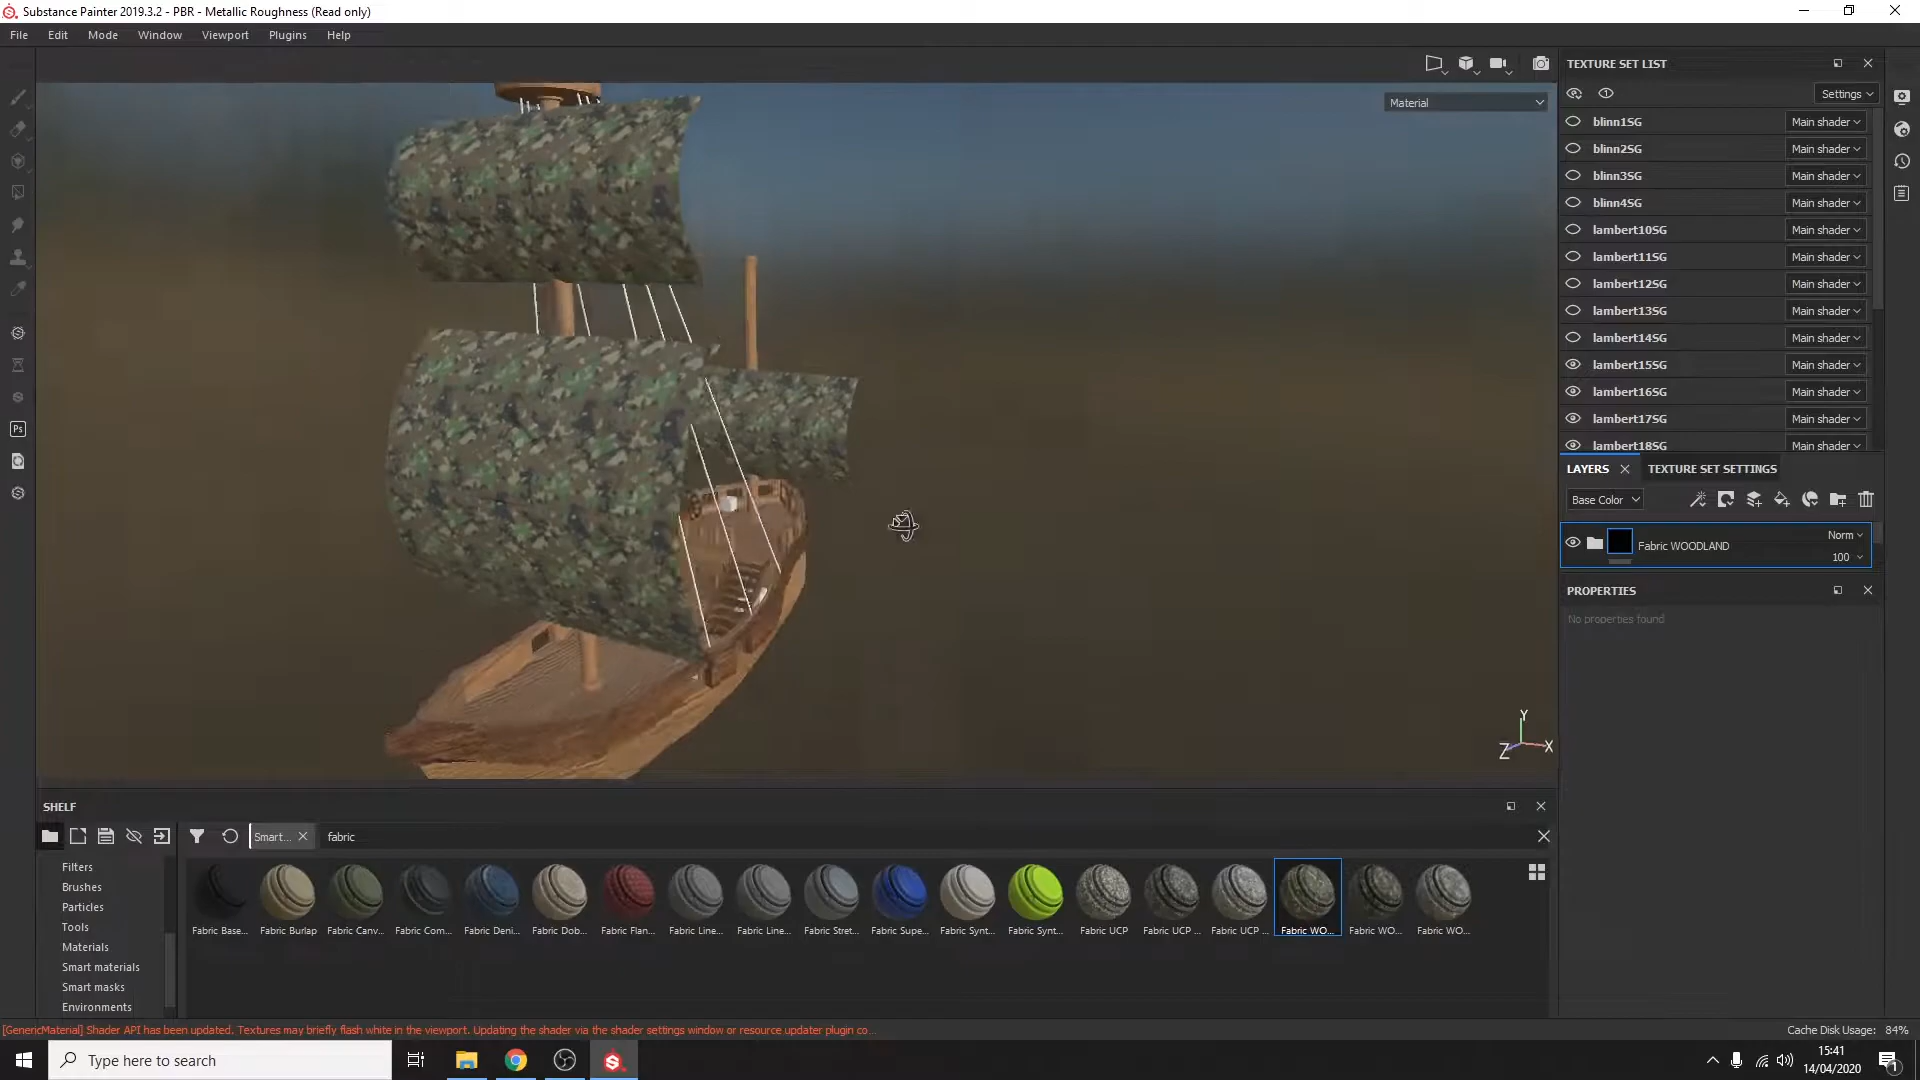 Substance Painter 2019.3.2 - PBR - Metallic Roughness (Read only)
File Edit Mode Window Viewport Plugins Help
Material
TEXTURE SET LIST
Settings
blinn1SG Main shader
blinn2SG Main shader
blinn3SG Main shader
blinn4SG Main shader
lambert10SG Main shader
lambert11SG Main shader
lambert12SG Main shader
lambert13SG Main shader
lambert14SG Main shader
lambert15SG Main shader
lambert16SG Main shader
lambert17SG Main shader
lambert18SG Main shader
LAYERS TEXTURE SET SETTINGS
Base Color
Fabric WOODLAND Norm
100
PROPERTIES
No properties found
Y
Z X
Ps
SHELF
Smart... fabric
Filters
Brushes
Particles
Tools
Materials
Smart materials
Smart masks
Environments
Fabric Base... Fabric Burlap Fabric Canv... Fabric Com... Fabric Deni... Fabric Dob... Fabric Flan... Fabric Line... Fabric Line... Fabric Stret... Fabric Supe... Fabric Synt... Fabric Synt... Fabric UCP Fabric UCP ... Fabric UCP ... Fabric WO... Fabric WO... Fabric WO...
[GenericMaterial] Shader API has been updated. Textures may briefly flash white in the viewport. Updating the shader via the shader settings window or resource updater plugin co...
Cache Disk Usage: 84%
Type here to search
15:41
14/04/2020
1